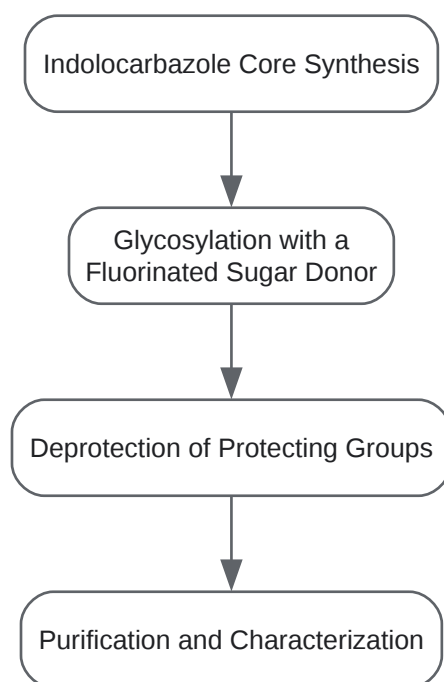 Indolocarbazole Core Synthesis
Glycosylation with a
Fluorinated Sugar Donor
Deprotection of Protecting Groups
Purification and Characterization